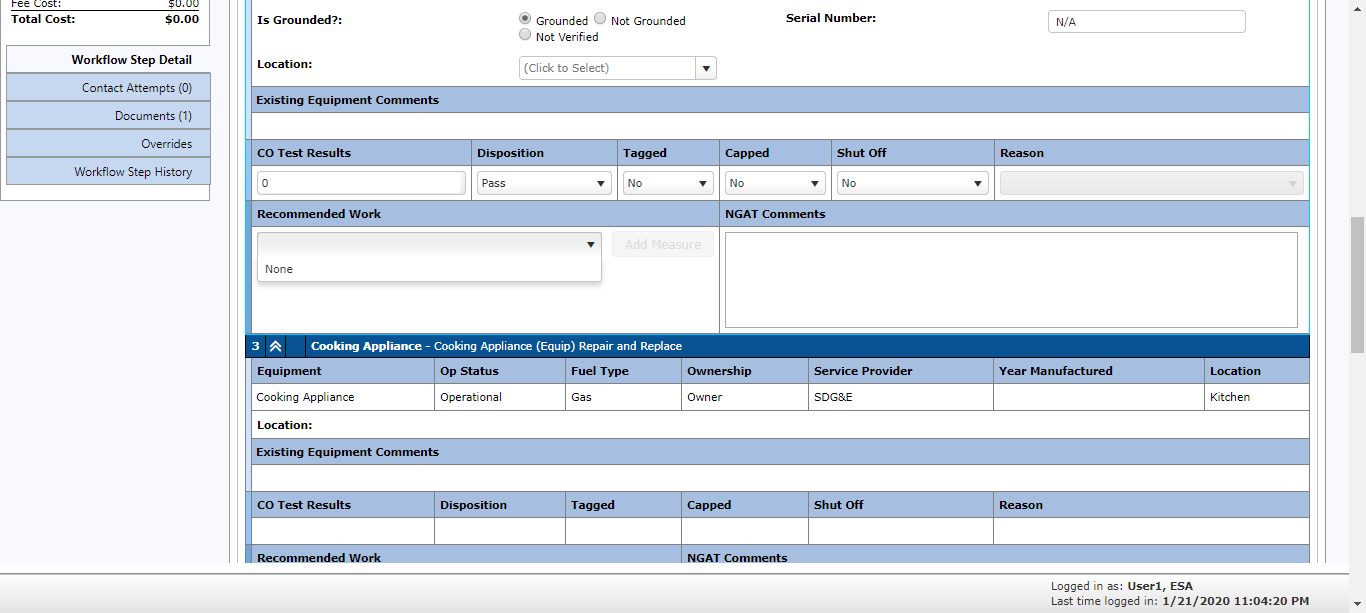 Fee Cost: $0.00
Total Cost: $0.00
Workflow Step Detail
Contact Attempts (0)
Documents (1)
Overrides
Workflow Step History
Is Grounded?: Grounded Not Grounded
Not Verified
Serial Number: N/A
Location: (Click to Select)
Existing Equipment Comments
CO Test Results Disposition Tagged Capped Shut Off Reason
0 Pass No No No
Recommended Work NGAT Comments
Add Measure
None
3 Cooking Appliance - Cooking Appliance (Equip) Repair and Replace
Equipment Op Status Fuel Type Ownership Service Provider Year Manufactured Location
Cooking Appliance Operational Gas Owner SDG&E Kitchen
Location:
Existing Equipment Comments
CO Test Results Disposition Tagged Capped Shut Off Reason
Recommended Work NGAT Comments
Logged in as: User1, ESA
Last time logged in: 1/21/2020 11:04:20 PM